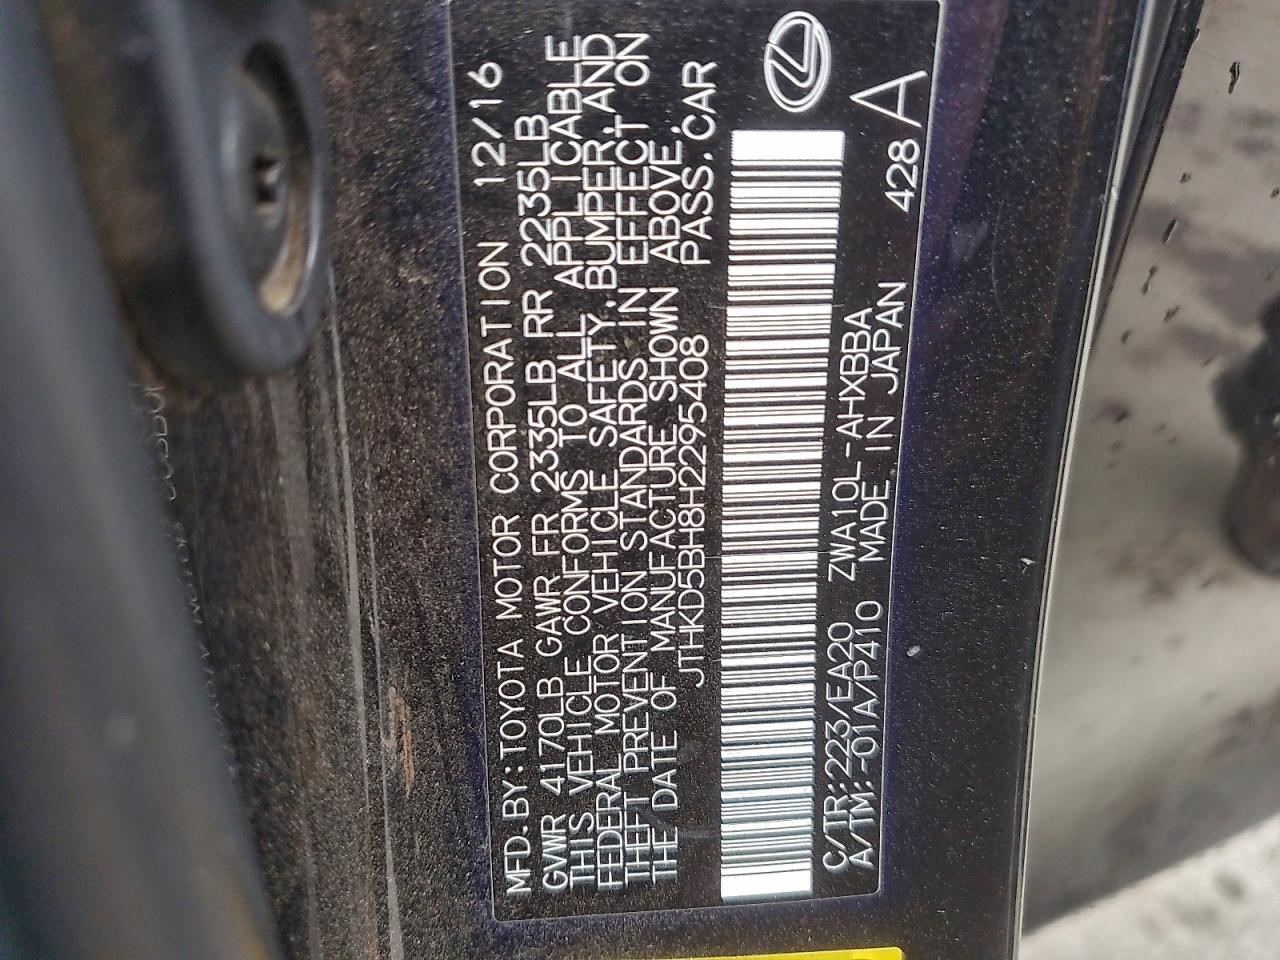 MFD.BY:TOYOTA MOTOR CORPORATION 12/16
GVWR 4170LB GAWR FR 2335LB RR 2235LB
THIS VEHICLE CONFORMS TO ALL APPLICABLE
FEDERAL MOTOR VEHICLE SAFETY,BUMPER,AND
THEFT PREVENTION STANDARDS IN EFFECT ON
THE DATE OF MANUFACTURE SHOWN ABOVE.
JTHKD5BH8H2295408 PASS.CAR
C/TR:223/EA20 ZWA10L-AHXBBA
A/TM:-01A/P410 MADE IN JAPAN 428 A